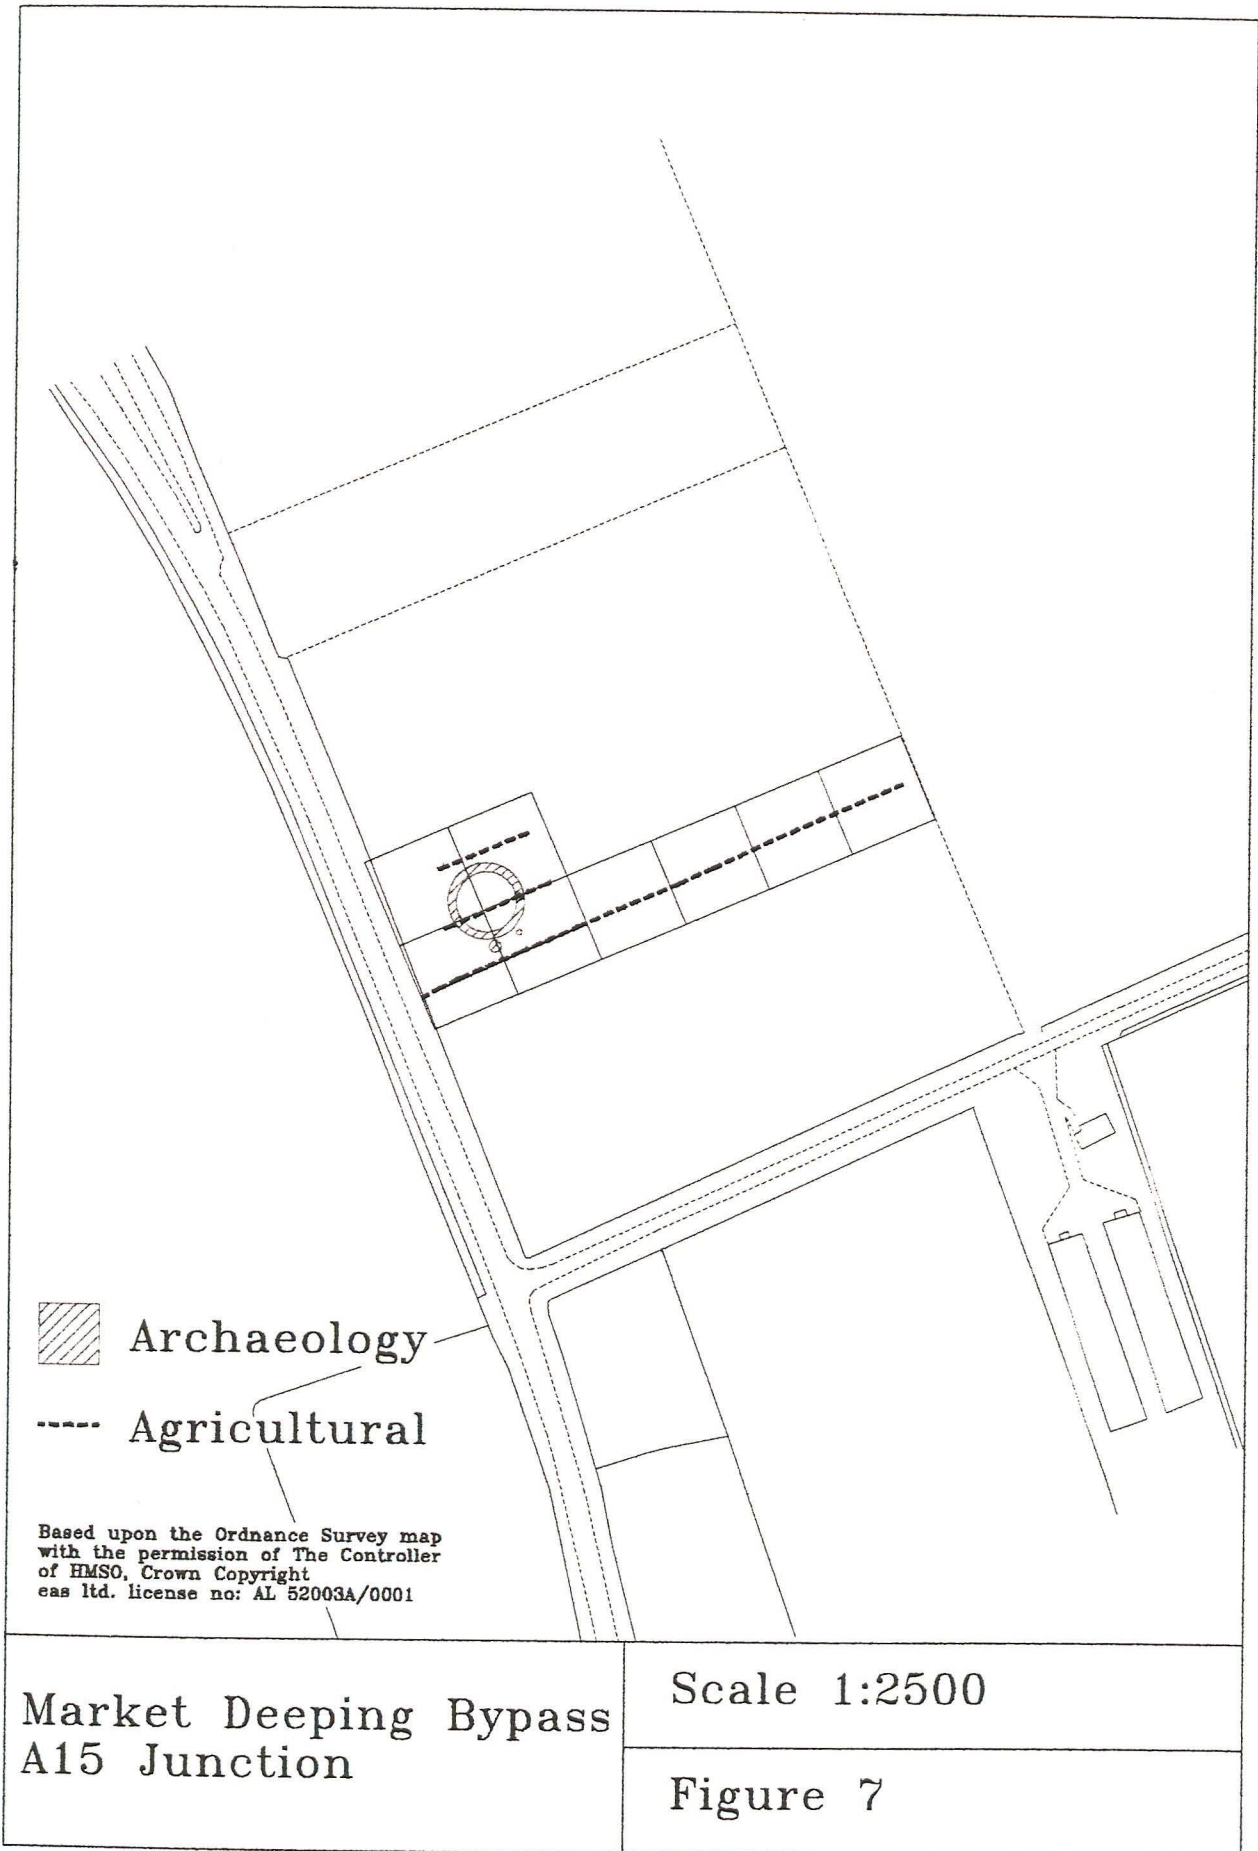 Archaeology
Agricultural
Based upon the Ordnance Survey map
with the permission of The Controller
of HMSO, Crown Copyright
eas ltd. license no: AL 52003A/0001
Market Deeping Bypass
A15 Junction
Scale 1:2500
Figure 7